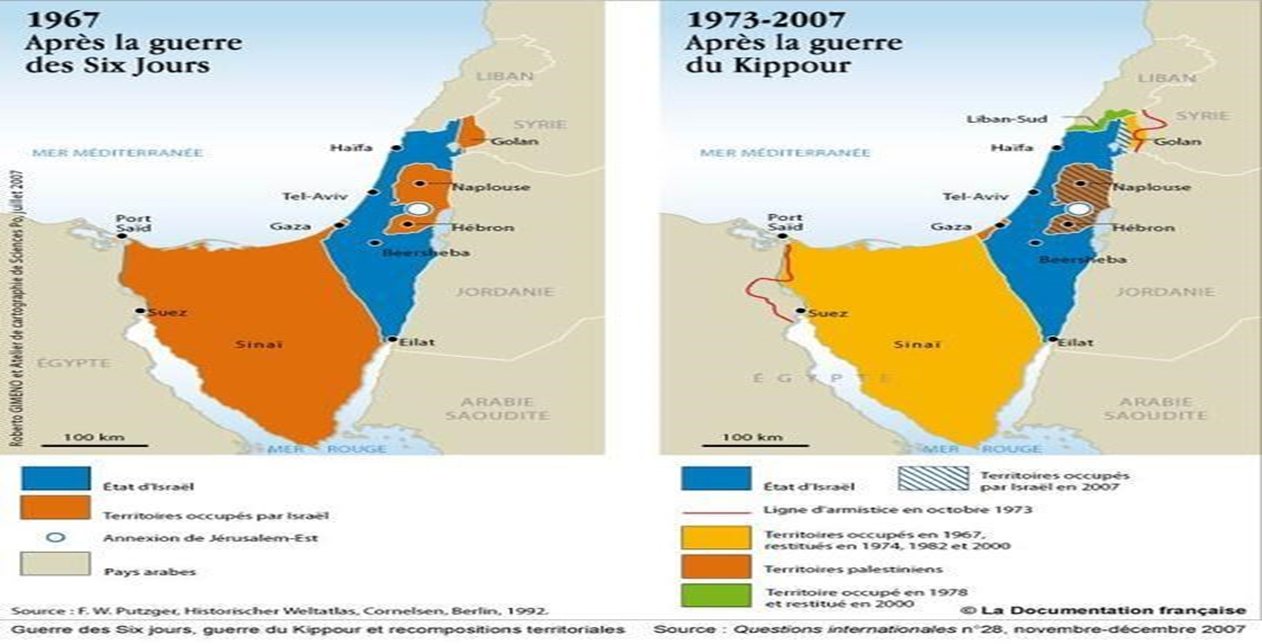 1967
Après la guerre
des Six Jours
LIBAN
SYRIE
Golan
Haïfa
MER MÉDITERRANÉE
Naplouse
Tel-Aviv
Gaza
Port
Saïd
Hébron
Beersheba
JORDANIE
Suez
Sinaï
Eilat
ÉGYPTE
ARABIE
SAOUDITE
100 km
MER ROUGE
Roberto GIMENO et Atelier de cartographie de Sciences Po, juillet 2007
État d'Israël
Territoires occupés par Israël
Annexion de Jérusalem-Est
Pays arabes
Source : F. W. Putzger, Historischer Weltatlas, Cornelsen, Berlin, 1992.
1973-2007
Après la guerre
du Kippour
LIBAN
Liban-Sud
SYRIE
Golan
Haïfa
MER MÉDITERRANÉE
Naplouse
Tel-Aviv
Gaza
Port
Saïd
Hébron
Beersheba
JORDANIE
Suez
Sinaï
Eilat
ÉGYPTE
ARABIE
SAOUDITE
100 km
MER ROUGE
État d'Israël
Territoires occupés
par Israël en 2007
Ligne d'armistice en octobre 1973
Territoires occupés en 1967,
restitués en 1974, 1982 et 2000
Territoires palestiniens
Territoire occupé en 1978
et restitué en 2000
© La Documentation française
Guerre des Six jours, guerre du Kippour et recompositions territoriales
Source : Questions internationales n°28, novembre-décembre 2007